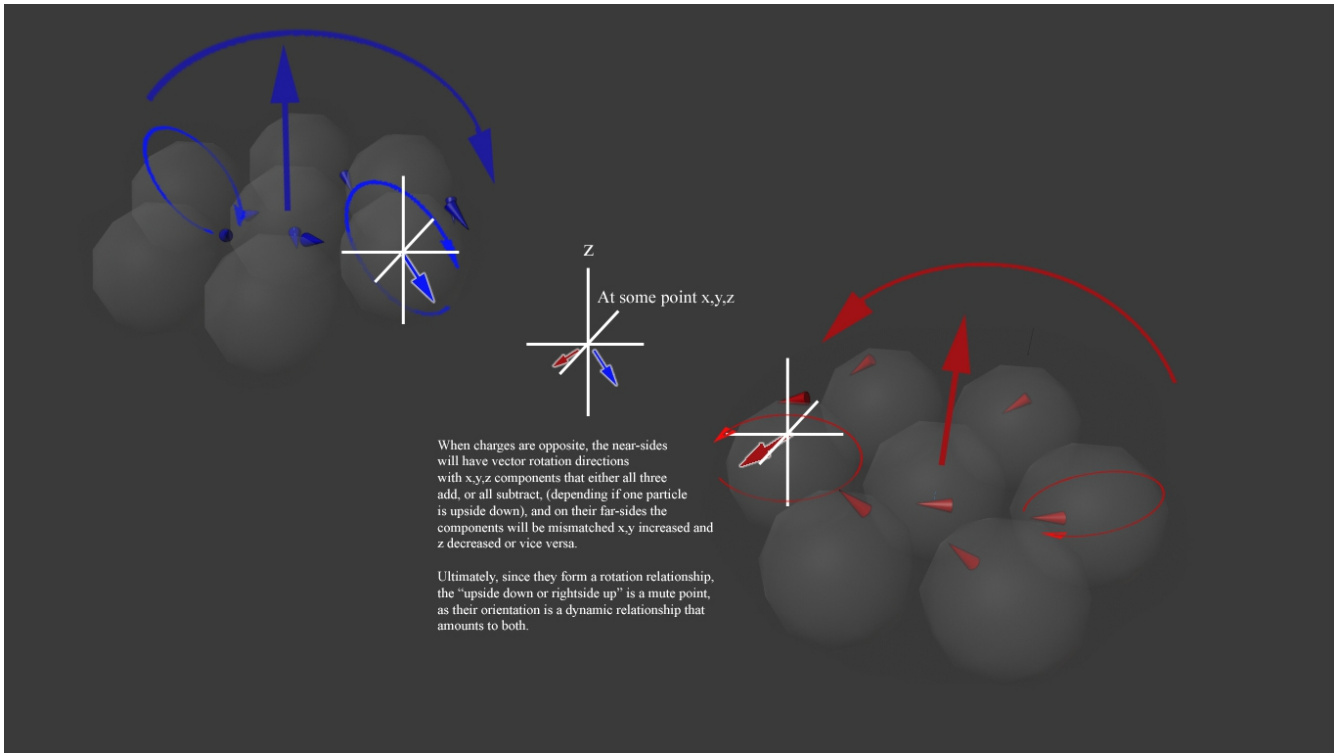 Z
At some point x,y,z
When charges are opposite, the near-sides
will have vector rotation directions
with x,y,z components that either all three
add, or all subtract, (depending if one particle
is upside down), and on their far-sides the
components will be mismatched x,y increased and
z decreased or vice versa.
Ultimately, since they form a rotation relationship,
the “upside down or rightside up” is a mute point,
as their orientation is a dynamic relationship that
amounts to both.